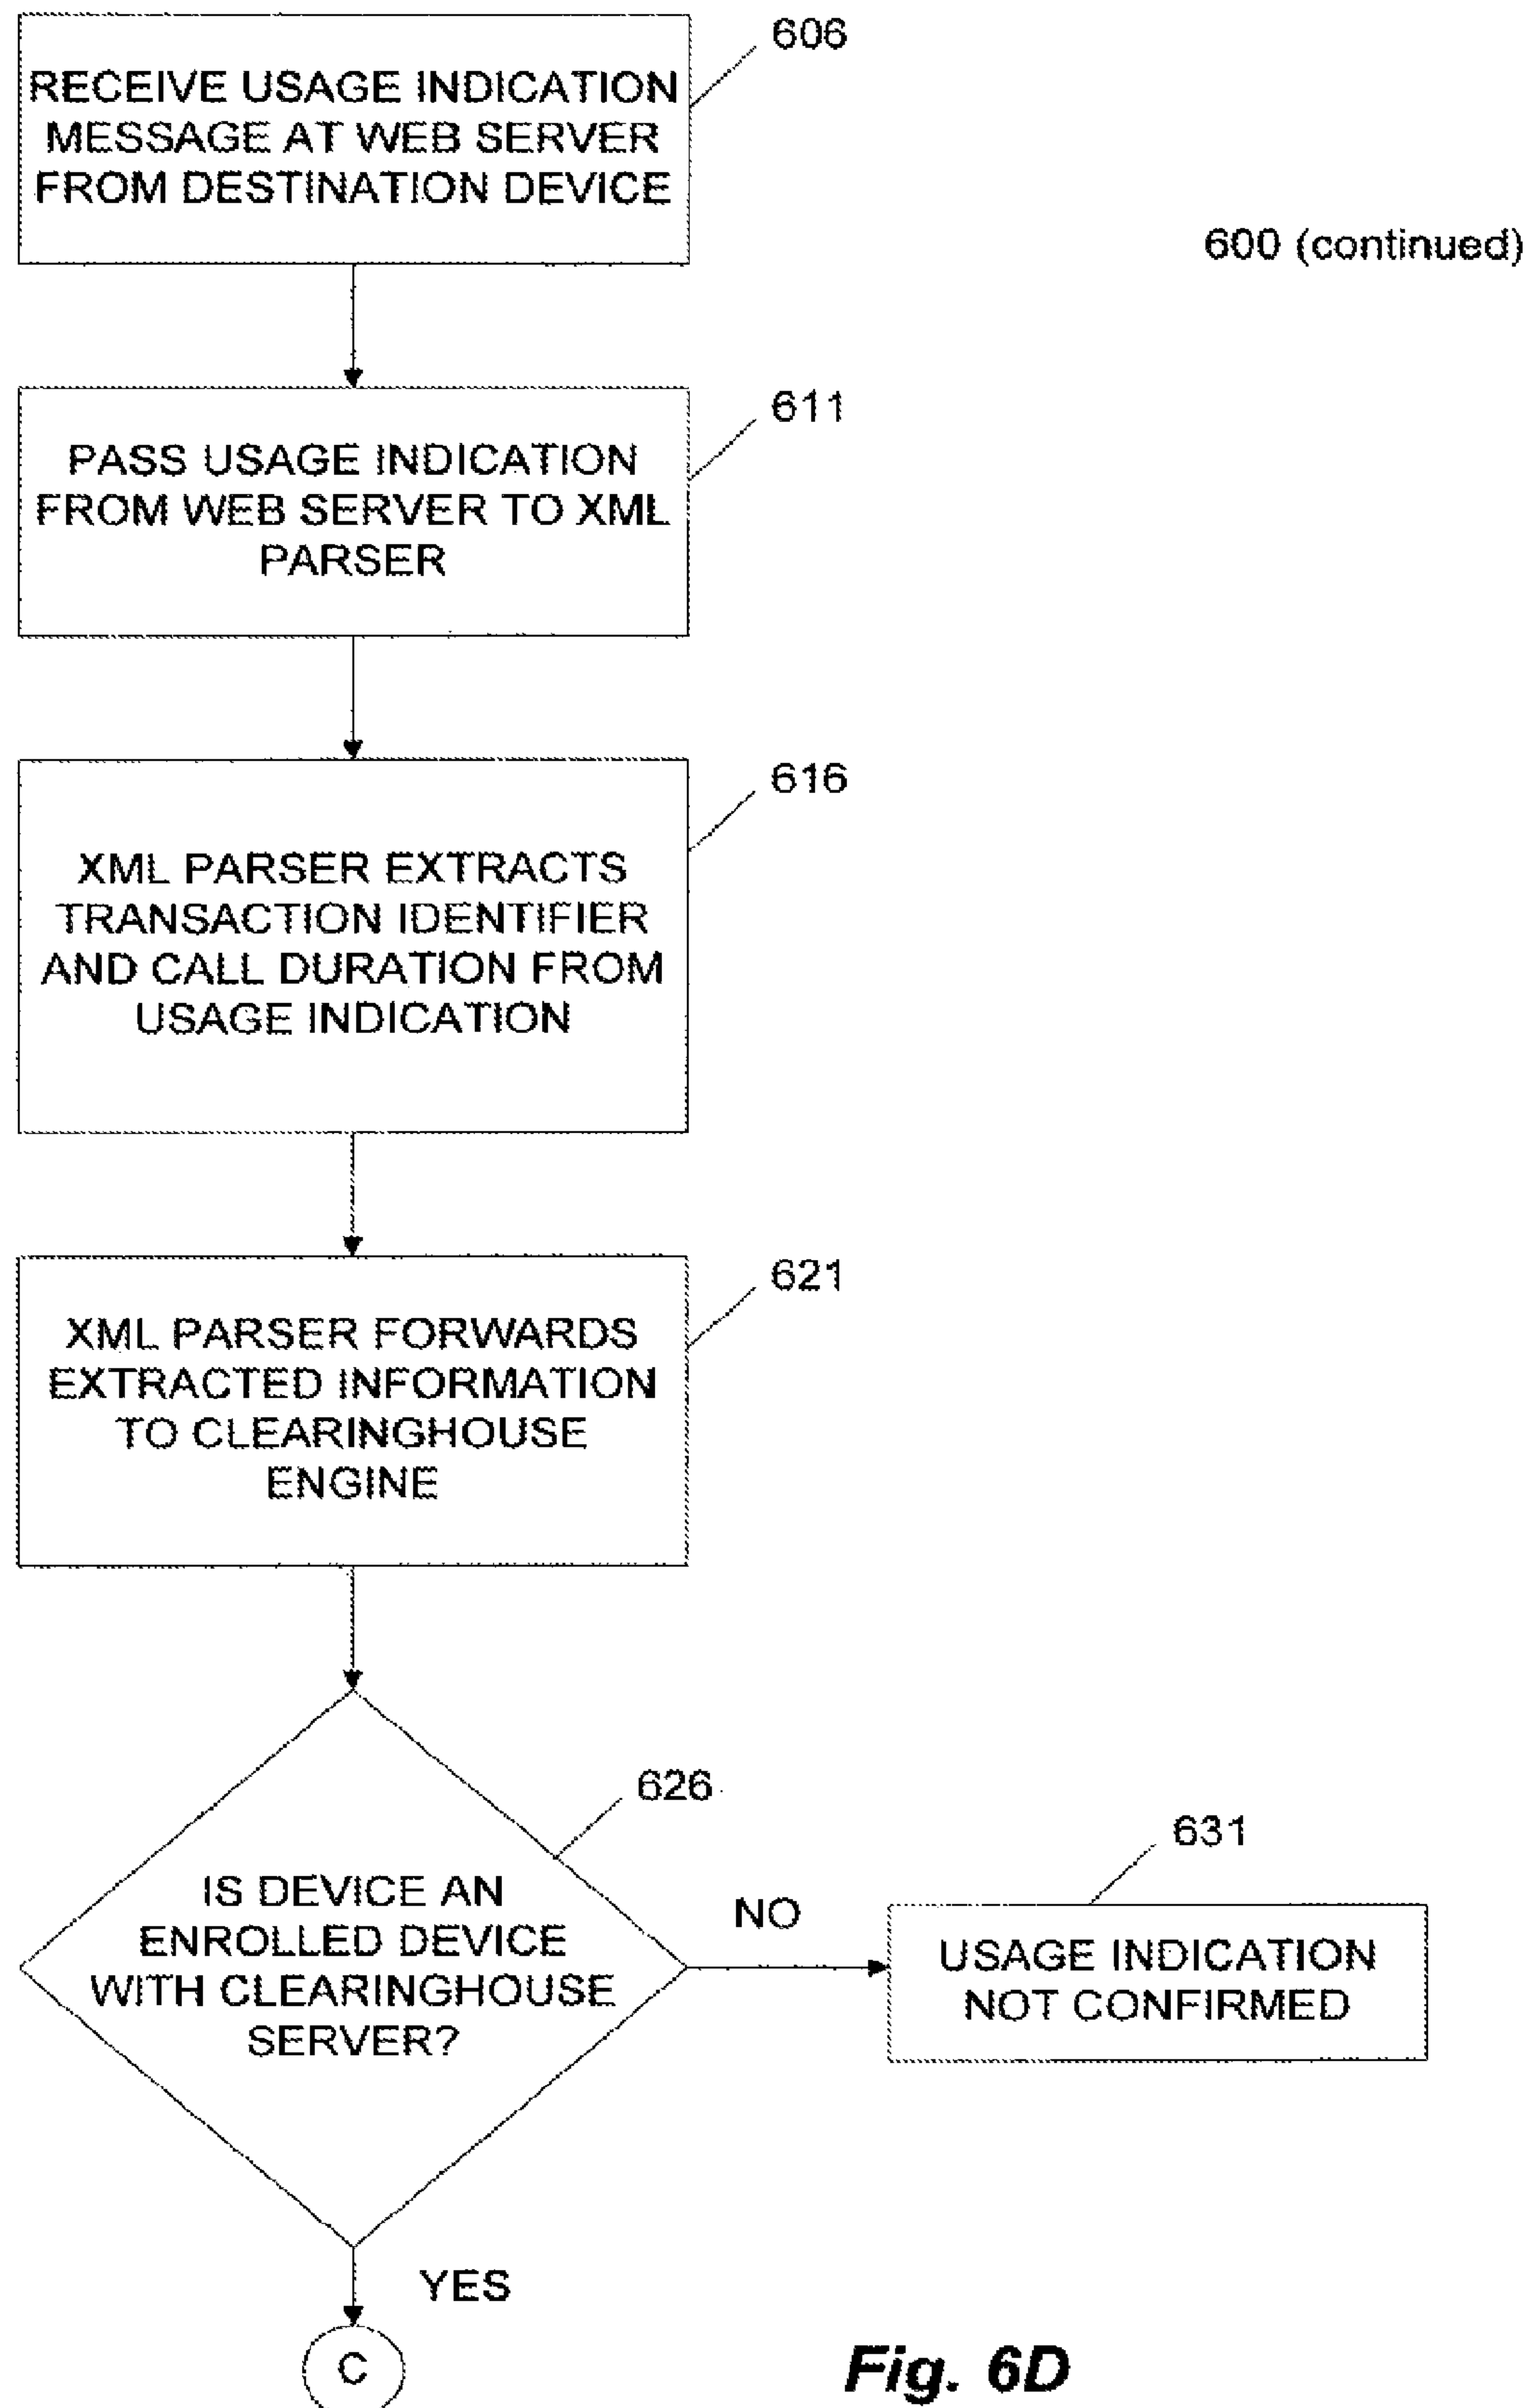 606
RECEIVE USAGE INDICATION
MESSAGE AT WEB SERVER
FROM DESTINATION DEVICE
600 (continued)
611
PASS USAGE INDICATION
FROM WEB SERVER TO XML
PARSER
616
XML PARSER EXTRACTS
TRANSACTION IDENTIFIER
AND CALL DURATION FROM
USAGE INDICATION
621
XML PARSER FORWARDS
EXTRACTED INFORMATION
TO CLEARINGHOUSE
ENGINE
626
IS DEVICE AN
ENROLLED DEVICE
WITH CLEARINGHOUSE
SERVER?
NO
631
USAGE INDICATION
NOT CONFIRMED
YES
C
Fig. 6D